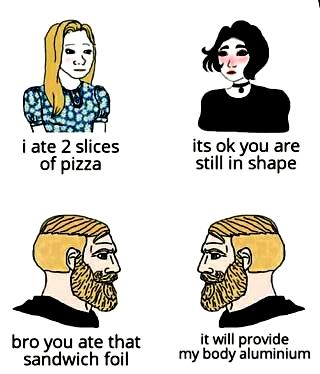 i ate 2 slices
of pizza
its ok you are
still in shape
bro you ate that
sandwich foil
it will provide
my body aluminium